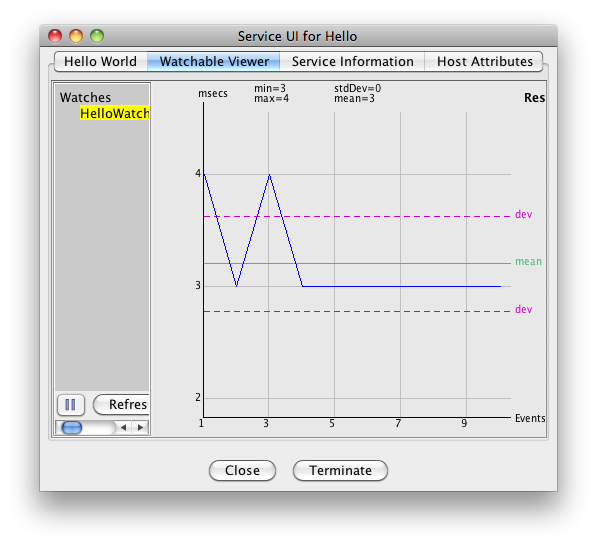 Service UI for Hello
Hello World
Watchable Viewer
Service Information
Host Attributes
Watches
HelloWatch
msecs
min=3
max=4
stdDev=0
mean=3
Res
4
3
2
dev
mean
dev
1
3
5
7
9
Events
Refres
Close
Terminate